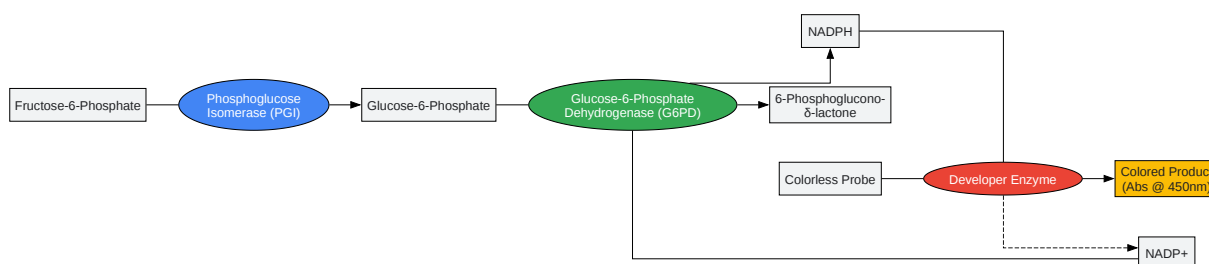 NADPH
Fructose-6-Phosphate
Phosphoglucose
Isomerase (PGI)
Glucose-6-Phosphate
Glucose-6-Phosphate
Dehydrogenase (G6PD)
6-Phosphoglucono-
δ-lactone
Colorless Probe
Developer Enzyme
Colored Product
(Abs @ 450nm)
NADP+